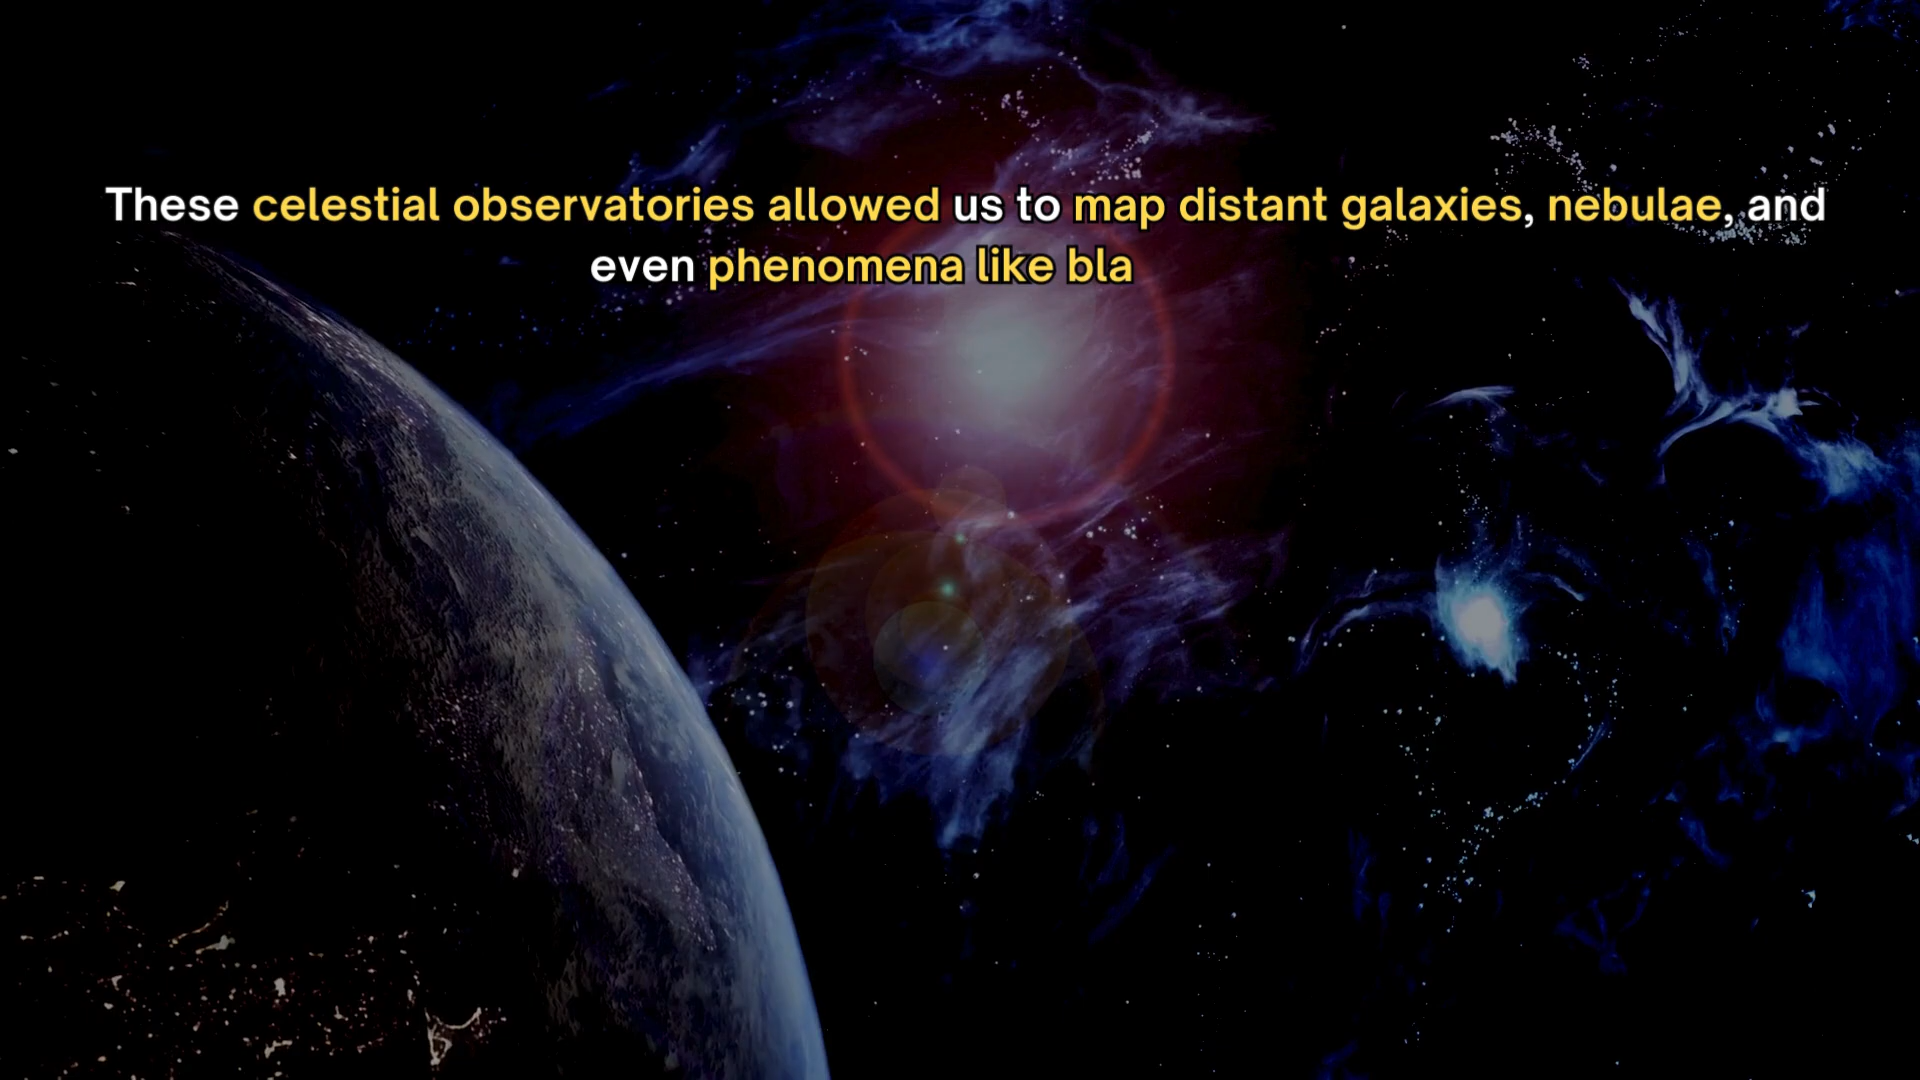 These celestial observatories allowed us to map distant galaxies, nebulae, and
even phenomena like bla